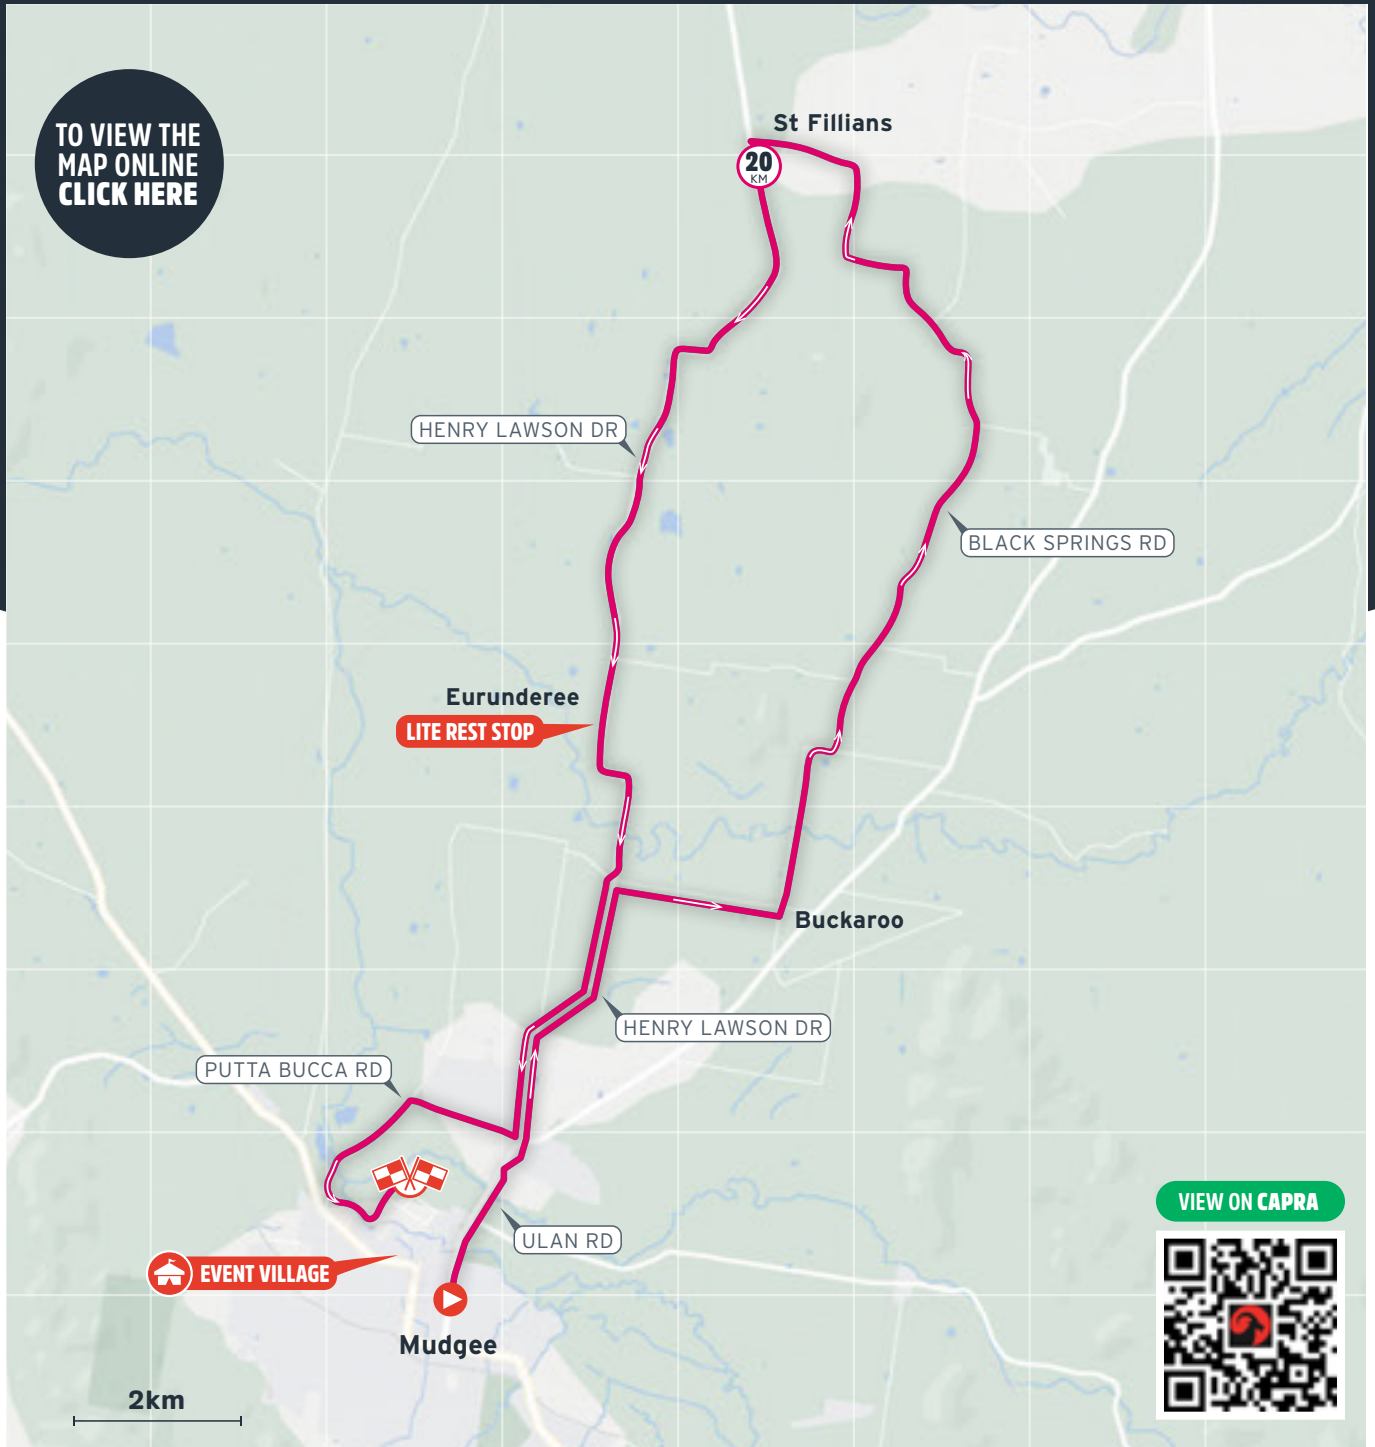 TO VIEW THE
MAP ONLINE
CLICK HERE
St Fillians
20
KM
HENRY LAWSON DR
BLACK SPRINGS RD
Eurunderee
LITE REST STOP
Buckaroo
HENRY LAWSON DR
PUTTA BUCCA RD
VIEW ON CAPRA
ULAN RD
EVENT VILLAGE
Mudgee
2km